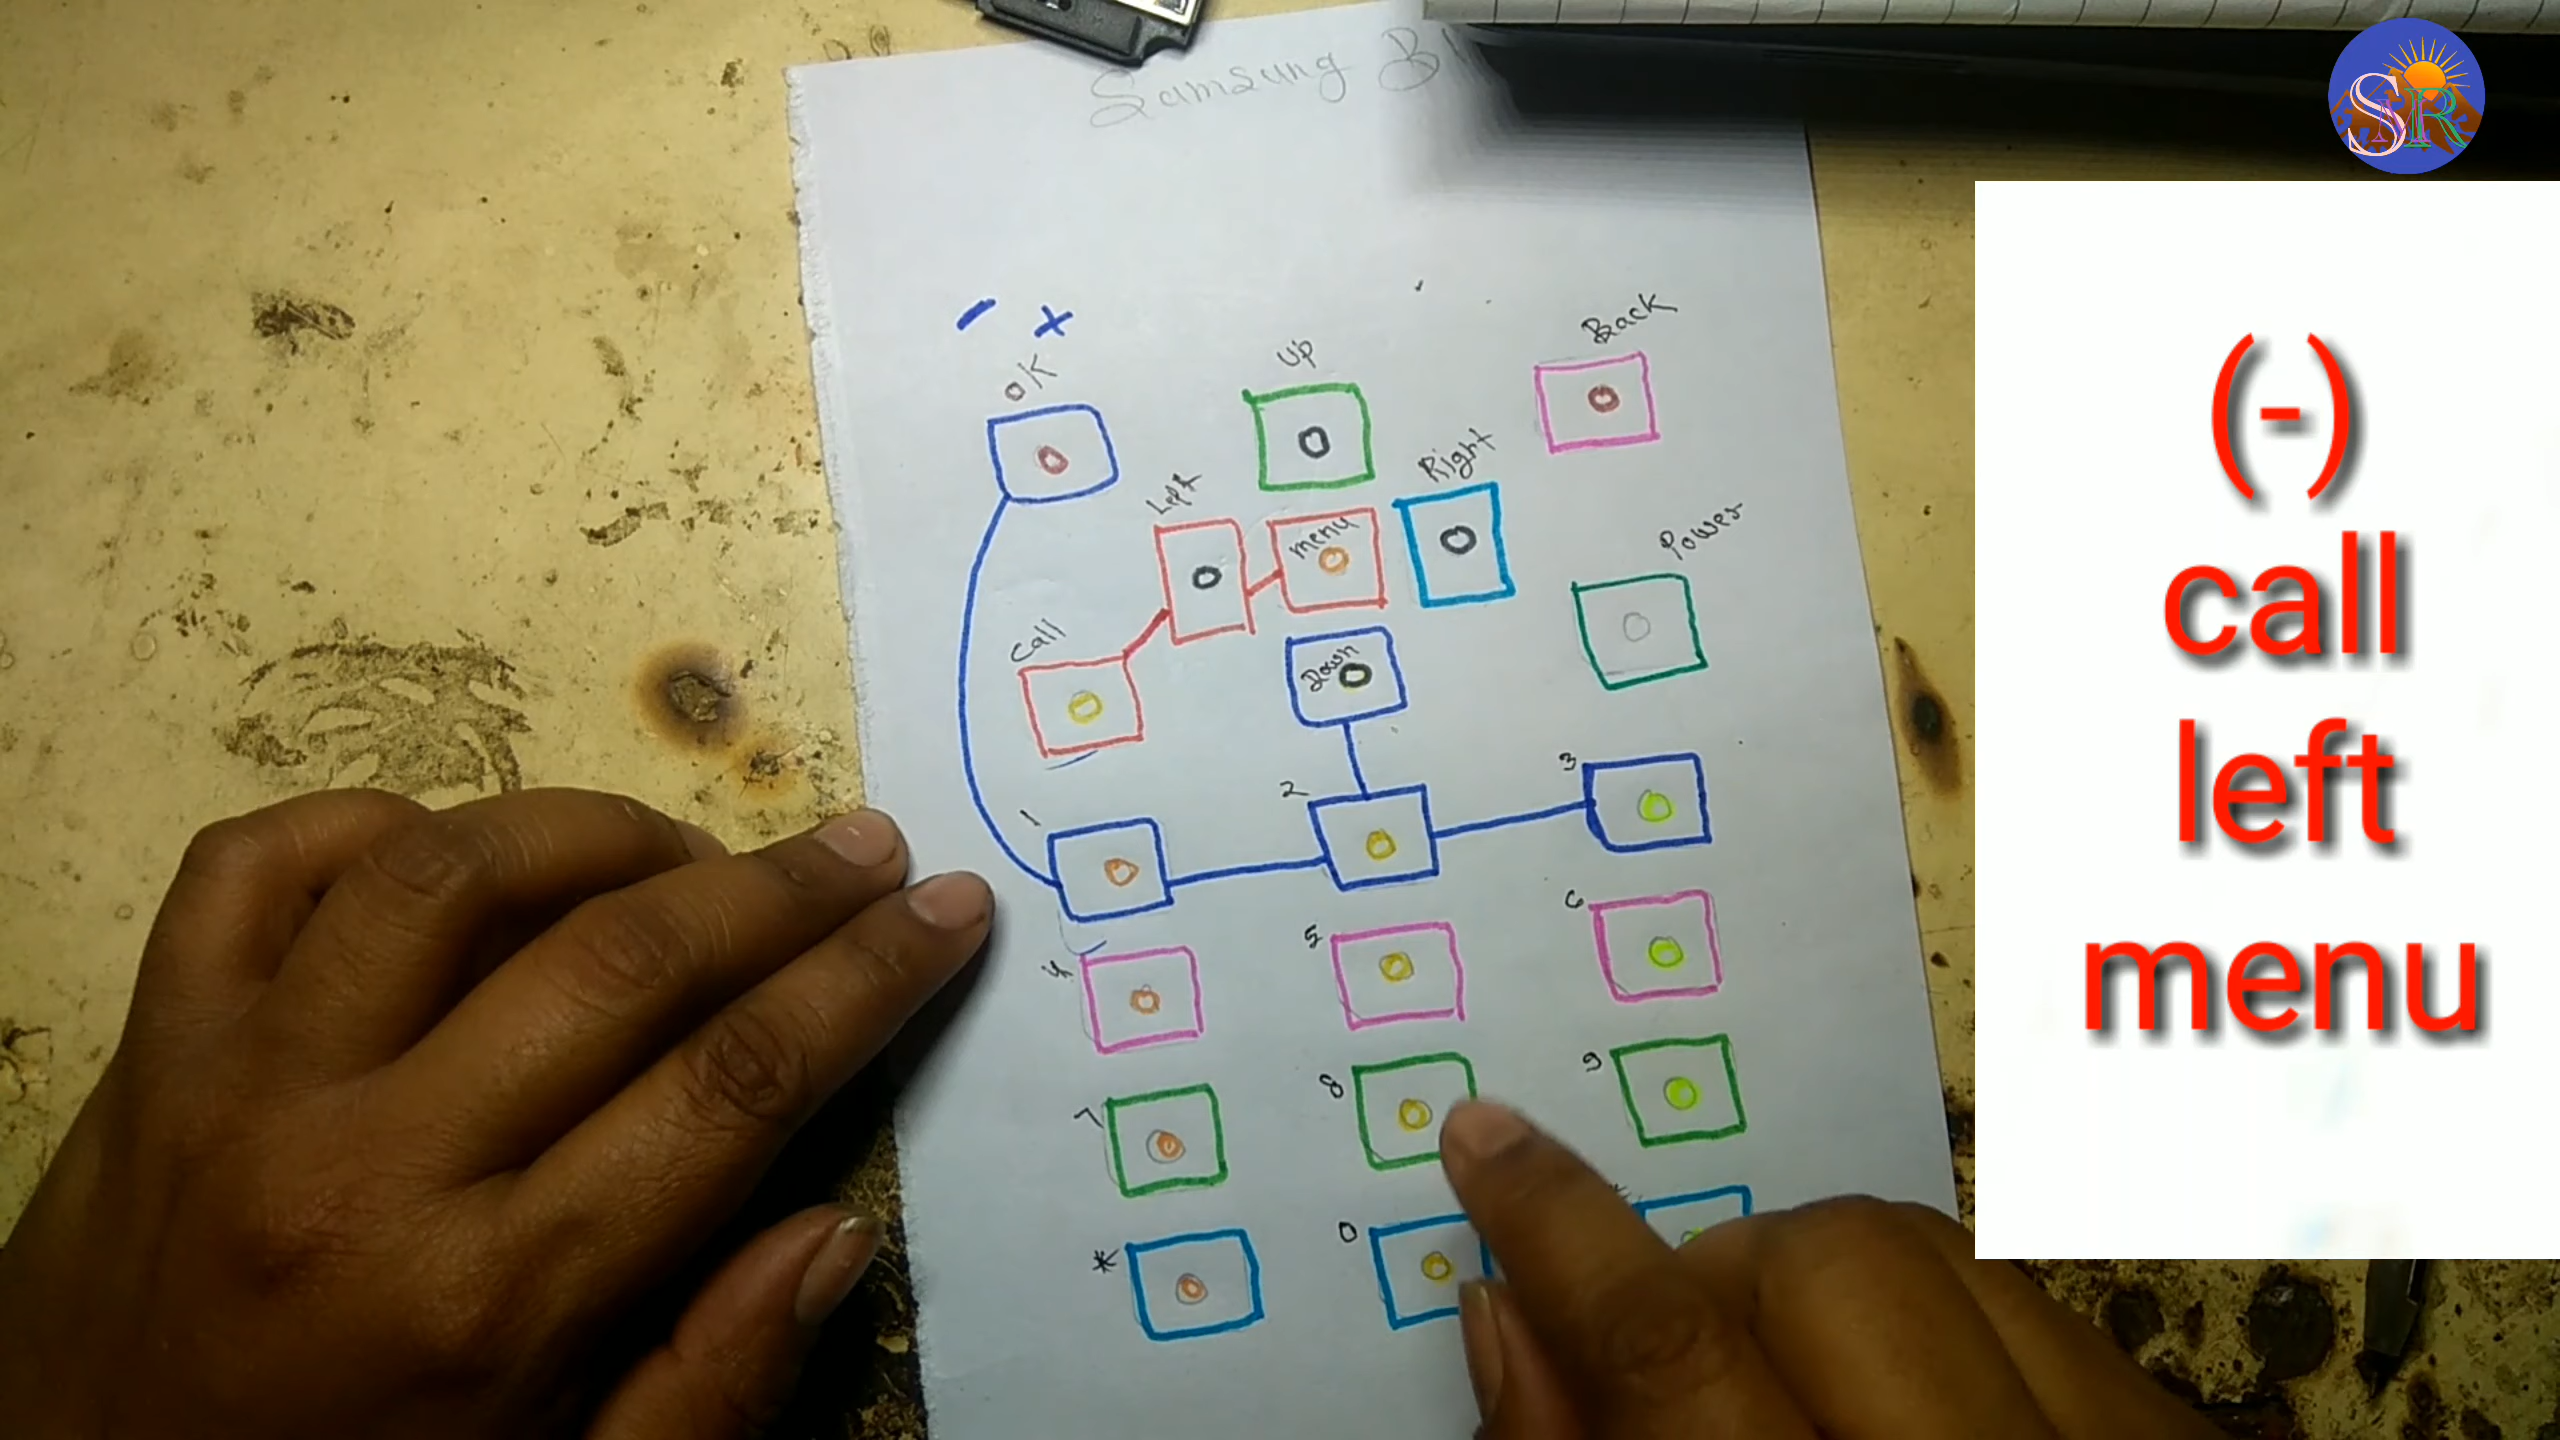 Samsung B
- +
OK
Up
Back
Left
menu
Right
Power
Call
Down
1
2
3
4
5
6
7
8
9
*
0
SMR
(-)
call
left
menu